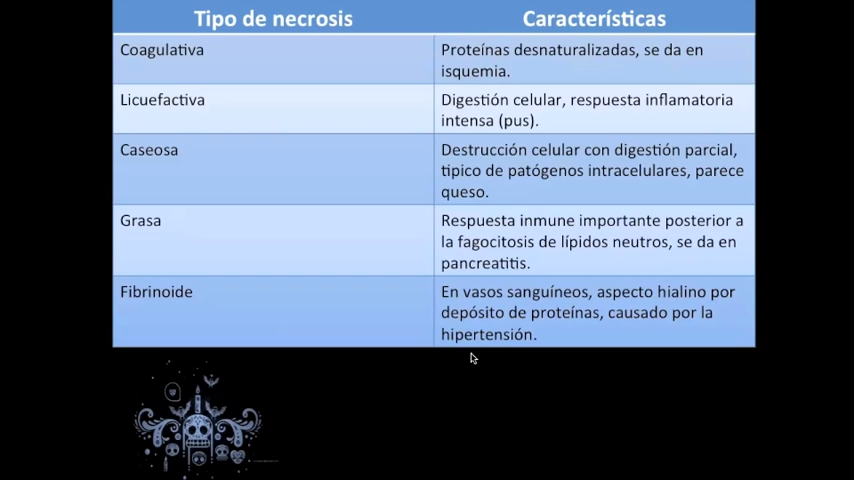 Tipo de necrosis
Características
Coagulativa
Proteínas desnaturalizadas, se da en
isquemia.
Licuefactiva
Digestión celular, respuesta inflamatoria
intensa (pus).
Caseosa
Destrucción celular con digestión parcial,
tipico de patógenos intracelulares, parece
queso.
Grasa
Respuesta inmune importante posterior a
la fagocitosis de lípidos neutros, se da en
pancreatitis.
Fibrinoide
En vasos sanguíneos, aspecto hialino por
depósito de proteínas, causado por la
hipertensión.